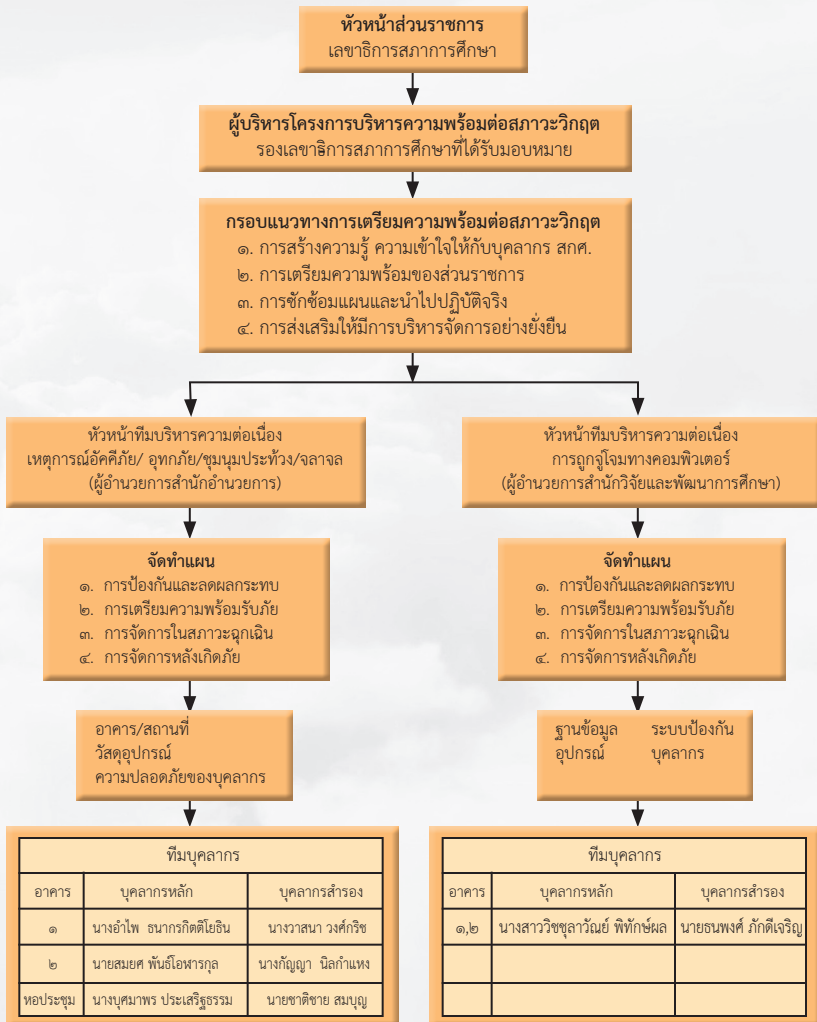 หัวหน้าส่วนราชการ
เลขาธิการสภาการศึกษา
ผู้บริหารโครงการบริหารความพร้อมต่อสภาวะวิกฤต
รองเลขาธิการสภาการศึกษาที่ได้รับมอบหมาย
กรอบแนวทางการเตรียมความพร้อมต่อสภาวะวิกฤต
๑. การสร้างความรู้ ความเข้าใจให้กับบุคลากร สกศ.
๒. การเตรียมความพร้อมของส่วนราชการ
๓. การซักซ้อมแผนและนำไปปฏิบัติจริง
๔. การส่งเสริมให้มีการบริหารจัดการอย่างยั่งยืน
หัวหน้าทีมบริหารความต่อเนื่อง
เหตุการณ์อัคคีภัย/ อุทกภัย/ชุมนุมประท้วง/จลาจล
(ผู้อำนวยการสำนักอำนวยการ)
จัดทำแผน
๑. การป้องกันและลดผลกระทบ
๒. การเตรียมความพร้อมรับภัย
๓. การจัดการในสภาวะฉุกเฉิน
๔. การจัดการหลังเกิดภัย
อาคาร/สถานที่
วัสดุอุปกรณ์
ความปลอดภัยของบุคลากร
ทีมบุคลากร
อาคาร บุคลากรหลัก บุคลากรสำรอง
๑ นางอำไพ ธนากรกิตติโยธิน นางวาสนา วงศ์กริช
๒ นายสมยศ พันธ์โอฬารกุล นางกัญญา นิลกำแหง
หอประชุม นางบุศมาพร ประเสริฐธรรม นายชาติชาย สมบุญ
หัวหน้าทีมบริหารความต่อเนื่อง
การถูกจู่โจมทางคอมพิวเตอร์
(ผู้อำนวยการสำนักวิจัยและพัฒนาการศึกษา)
จัดทำแผน
๑. การป้องกันและลดผลกระทบ
๒. การเตรียมความพร้อมรับภัย
๓. การจัดการในสภาวะฉุกเฉิน
๔. การจัดการหลังเกิดภัย
ฐานข้อมูล ระบบป้องกัน
อุปกรณ์ บุคลากร
ทีมบุคลากร
อาคาร บุคลากรหลัก บุคลากรสำรอง
๑,๒ นางสาววิชชุลาวัณย์ พิทักษ์ผล นายธนพงศ์ ภักดีเจริญ